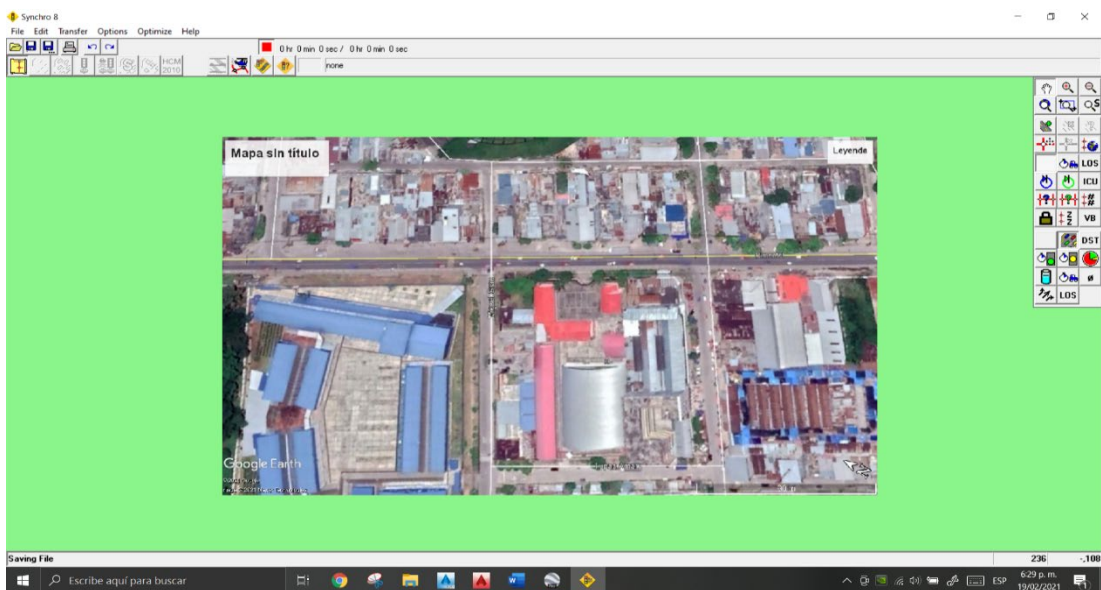 Synchro 8
File Edit Transfer Options Optimize Help
0 hr 0 min 0 sec / 0 hr 0 min 0 sec
HCM 2010
none
Mapa sin título
Leyende
S
LOS
ICU
VB
DST
ø
LOS
Google Earth
Saving File
236 -,108
Escribe aquí para buscar
ESP
6:29 p. m.
19/02/2021